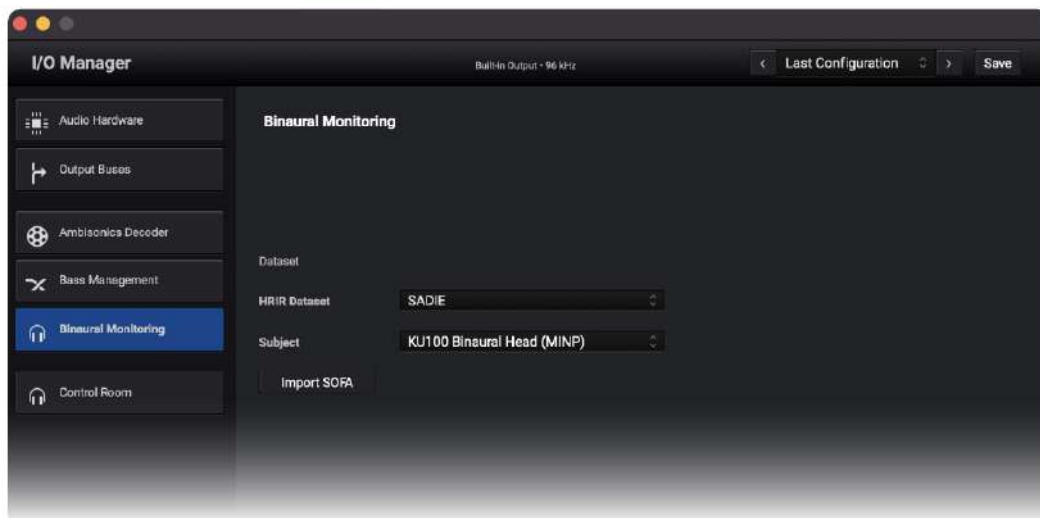 I/O Manager
Built-in Output • 96 kHz
< Last Configuration >
Save
Audio Hardware
Output Buses
Ambisonics Decoder
Bass Management
Binaural Monitoring
Control Room
Binaural Monitoring
Dataset
HRIR Dataset
SADIE
Subject
KU100 Binaural Head (MINP)
Import SOFA